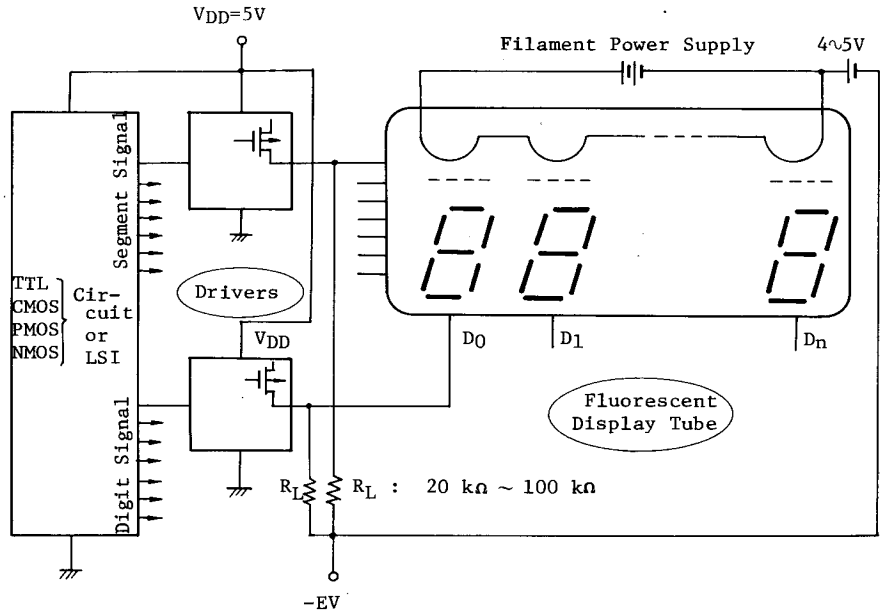 VDD=5V
Filament Power Supply
4~5V
Segment Signal
TTL
CMOS
PMOS
NMOS
Cir-
cuit
or
LSI
Drivers
VDD
D0
D1
Dn
Fluorescent
Display Tube
Digit Signal
RL
RL : 20 kΩ ~ 100 kΩ
-EV